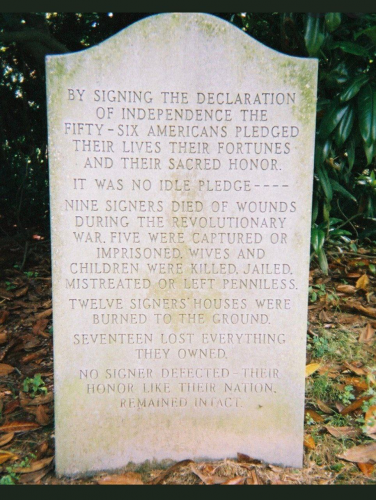 BY SIGNING THE DECLARATION
OF INDEPENDENCE THE
FIFTY-SIX AMERICANS PLEDGED
THEIR LIVES THEIR FORTUNES
AND THEIR SACRED HONOR.
IT WAS NO IDLE PLEDGE----
NINE SIGNERS DIED OF WOUNDS
DURING THE REVOLUTIONARY
WAR, FIVE WERE CAPTURED OR
IMPRISONED, WIVES AND
CHILDREN WERE KILLED, JAILED,
MISTREATED OR LEFT PENNILESS.
TWELVE SIGNERS' HOUSES WERE
BURNED TO THE GROUND.
SEVENTEEN LOST EVERYTHING
THEY OWNED.
NO SIGNER DEFECTED-THEIR
HONOR LIKE THEIR NATION,
REMAINED INTACT.